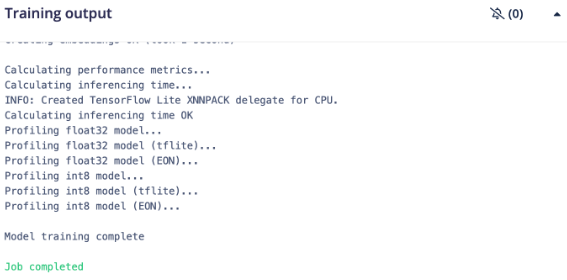 Training output
(0)
Calculating performance metrics...
Calculating inferencing time...
INFO: Created TensorFlow Lite XNNPACK delegate for CPU.
Calculating inferencing time OK
Profiling float32 model...
Profiling float32 model (tflite)...
Profiling float32 model (EON)...
Profiling int8 model...
Profiling int8 model (tflite)...
Profiling int8 model (EON)...
Model training complete
Job completed